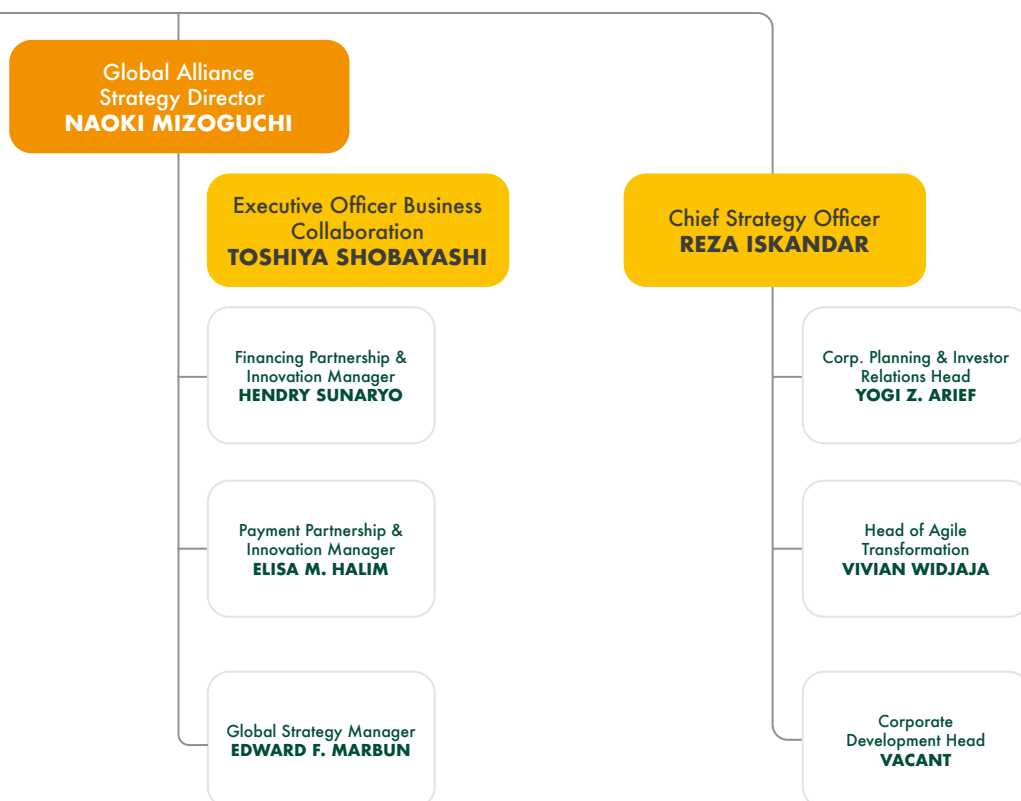 Global Alliance
Strategy Director
NAOKI MIZOGUCHI
Executive Officer Business
Collaboration
TOSHIYA SHOBAYASHI
Financing Partnership &
Innovation Manager
HENDRY SUNARYO
Payment Partnership &
Innovation Manager
ELISA M. HALIM
Global Strategy Manager
EDWARD F. MARBUN
Chief Strategy Officer
REZA ISKANDAR
Corp. Planning & Investor
Relations Head
YOGI Z. ARIEF
Head of Agile
Transformation
VIVIAN WIDJAJA
Corporate
Development Head
VACANT